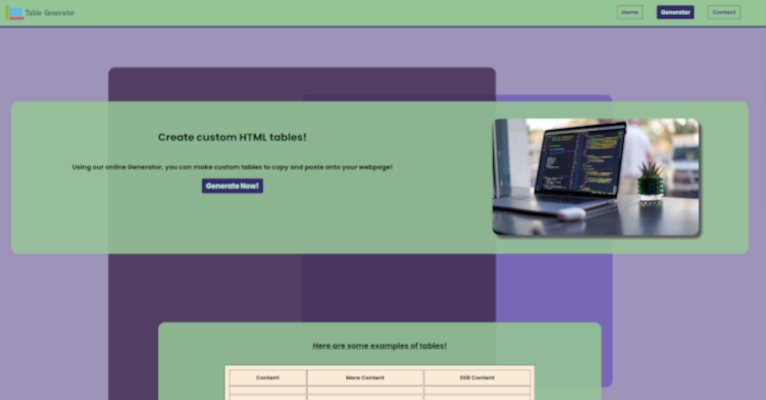 Table Generator
Home
Generator
Contact
Create custom HTML tables!
Using our online Generator, you can make custom tables to copy and paste onto your webpage!
Generate Now!
Here are some examples of tables!
Content More Content Still Content